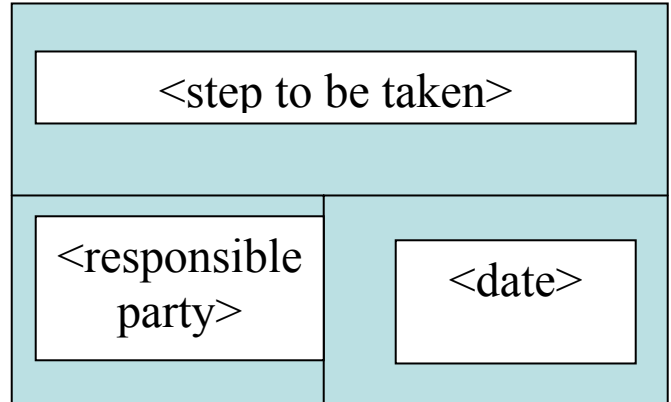 <step to be taken>
<responsible
party>
<date>